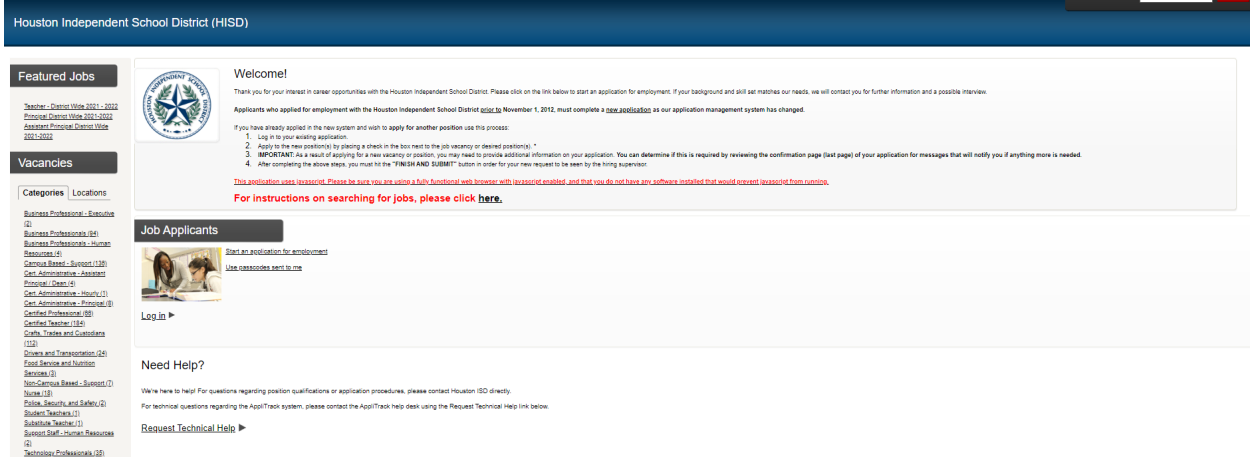 Houston Independent School District (HISD)
Featured Jobs
Teacher - District Wide 2021 - 2022
Principal District Wide 2021-2022
Assistant Principal District Wide
2021-2022
Vacancies
Categories Locations
Business Professional - Executive
(2)
Business Professionals (94)
Business Professionals - Human
Resources (4)
Campus Based - Support (136)
Cert. Administrative - Assistant
Principal / Dean (4)
Cert. Administrative - Hourly (1)
Cert. Administrative - Principal (8)
Certified Professional (66)
Certified Teacher (184)
Crafts, Trades and Custodians
(112)
Drivers and Transportation (24)
Food Service and Nutrition
Services (3)
Non-Campus Based - Support (7)
Nurse (18)
Police, Security, and Safety (2)
Student Teachers (1)
Substitute Teacher (1)
Support Staff - Human Resources
(2)
Technology Professionals (35)
HOUSTON INDEPENDENT SCHOOL DISTRICT
Welcome!
Thank you for your interest in career opportunities with the Houston Independent School District. Please click on the link below to start an application for employment. If your background and skill set matches our needs, we will contact you for further information and a possible interview.
Applicants who applied for employment with the Houston Independent School District prior to November 1, 2012, must complete a new application as our application management system has changed.
If you have already applied in the new system and wish to apply for another position use this process:
1. Log in to your existing application.
2. Apply to the new position(s) by placing a check in the box next to the job vacancy or desired position(s). *
3. IMPORTANT: As a result of applying for a new vacancy or position, you may need to provide additional information on your application. You can determine if this is required by reviewing the confirmation page (last page) of your application for messages that will notify you if anything more is needed.
4. After completing the above steps, you must hit the "FINISH AND SUBMIT" button in order for your new request to be seen by the hiring supervisor.
This application uses javascript. Please be sure you are using a fully functional web browser with javascript enabled, and that you do not have any software installed that would prevent javascript from running.
For instructions on searching for jobs, please click here.
Job Applicants
Start an application for employment
Use passcodes sent to me
Log in
Need Help?
We're here to help! For questions regarding position qualifications or application procedures, please contact Houston ISD directly.
For technical questions regarding the AppliTrack system, please contact the AppliTrack help desk using the Request Technical Help link below.
Request Technical Help